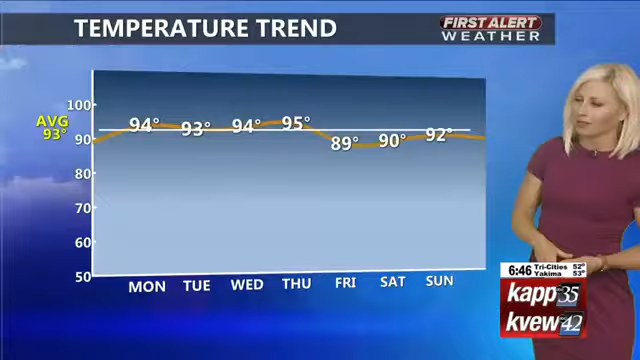 TEMPERATURE TREND
FIRST ALERT
WEATHER
AVG
93°
100
90
80
70
60
50
94° 93° 94° 95° 89° 90° 92°
MON TUE WED THU FRI SAT SUN
6:46 Tri-Cities 52°
Yakima 53°
kapp 35
kvew 42